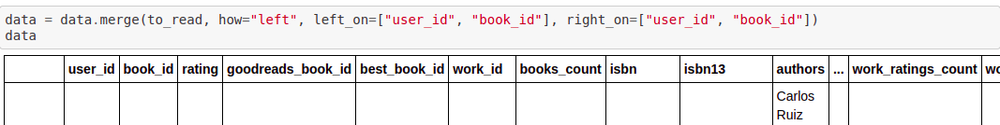 data = data.merge(to_read, how="left", left_on=["user_id", "book_id"], right_on=["user_id", "book_id"])
data
user_id book_id rating goodreads_book_id best_book_id work_id books_count isbn isbn13 authors ... work_ratings_count
Carlos
Ruiz